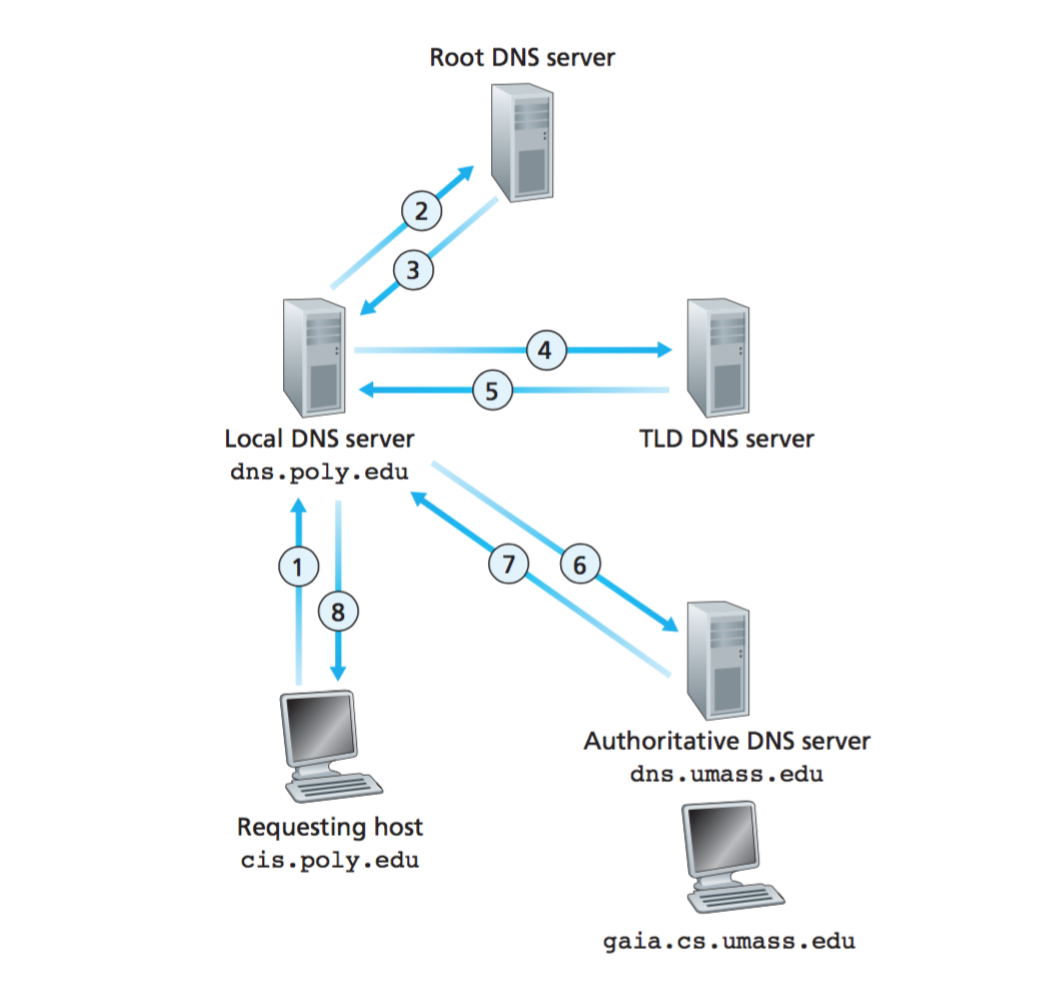 Root DNS server
2
3
4
5
Local DNS server
dns.poly.edu
TLD DNS server
1
8
7
6
Authoritative DNS server
dns.umass.edu
Requesting host
cis.poly.edu
gaia.cs.umass.edu